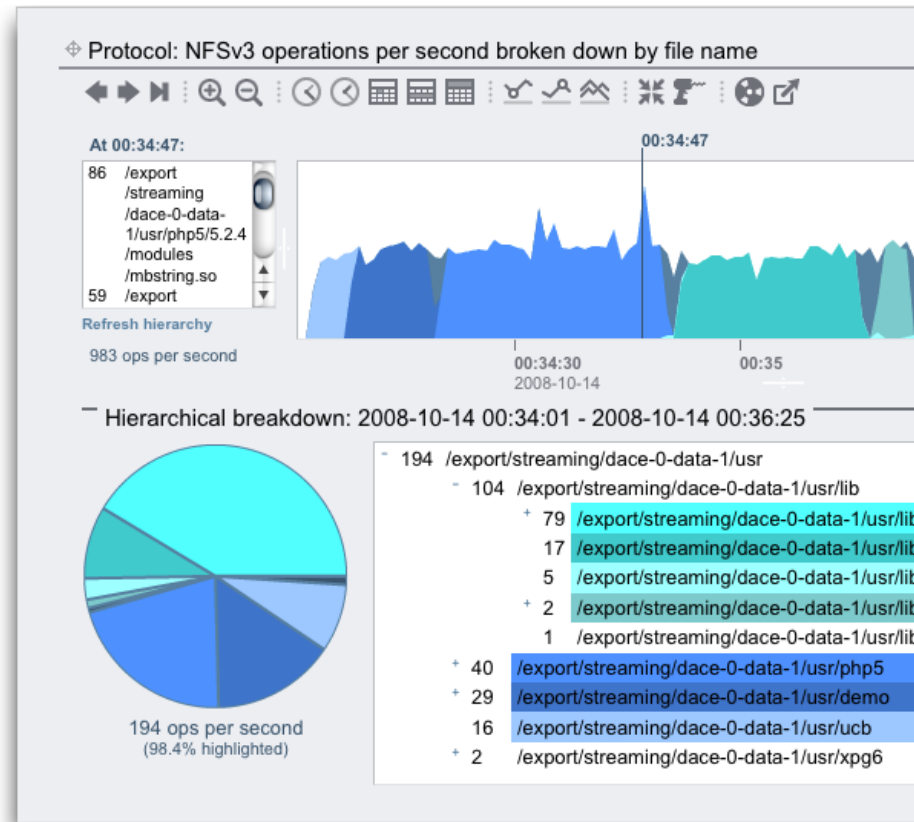 Protocol: NFSv3 operations per second broken down by file name
At 00:34:47:
86 /export
/streaming
/dace-0-data-
1/usr/php5/5.2.4
/modules
/mbstring.so
59 /export
Refresh hierarchy
983 ops per second
00:34:47
00:34:30
2008-10-14
00:35
Hierarchical breakdown: 2008-10-14 00:34:01 - 2008-10-14 00:36:25
194 ops per second
(98.4% highlighted)
- 194 /export/streaming/dace-0-data-1/usr
- 104 /export/streaming/dace-0-data-1/usr/lib
+ 79 /export/streaming/dace-0-data-1/usr/lib
17 /export/streaming/dace-0-data-1/usr/lib
5 /export/streaming/dace-0-data-1/usr/lib
+ 2 /export/streaming/dace-0-data-1/usr/lib
1 /export/streaming/dace-0-data-1/usr/lib
+ 40 /export/streaming/dace-0-data-1/usr/php5
+ 29 /export/streaming/dace-0-data-1/usr/demo
16 /export/streaming/dace-0-data-1/usr/ucb
+ 2 /export/streaming/dace-0-data-1/usr/xpg6